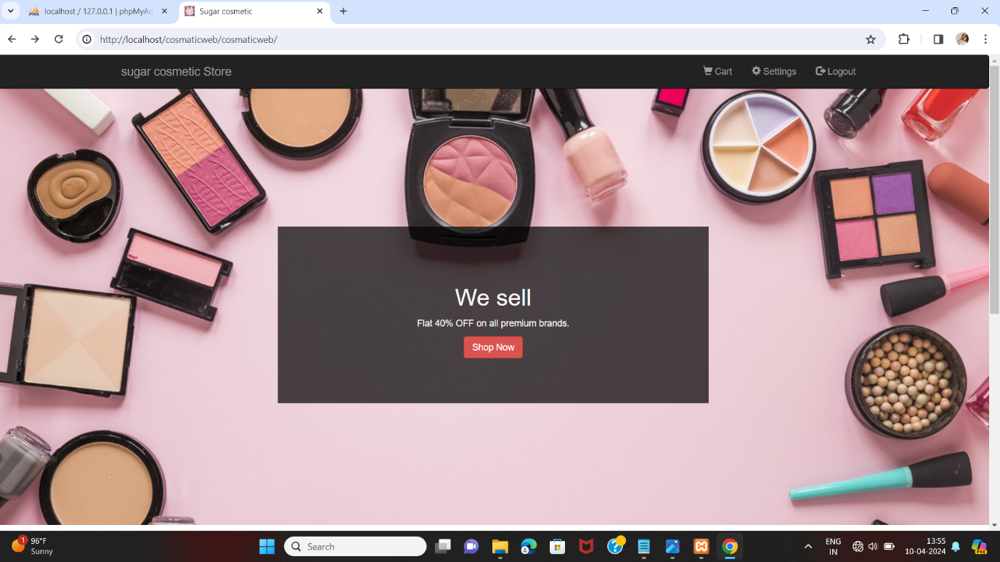 localhost / 127.0.0.1 | phpMyAd
Sugar cosmetic
http://localhost/cosmaticweb/cosmaticweb/
sugar cosmetic Store
Cart
Settings
Logout
We sell
Flat 40% OFF on all premium brands.
Shop Now
1
96°F
Sunny
Search
ENG
IN
13:55
10-04-2024
PRE